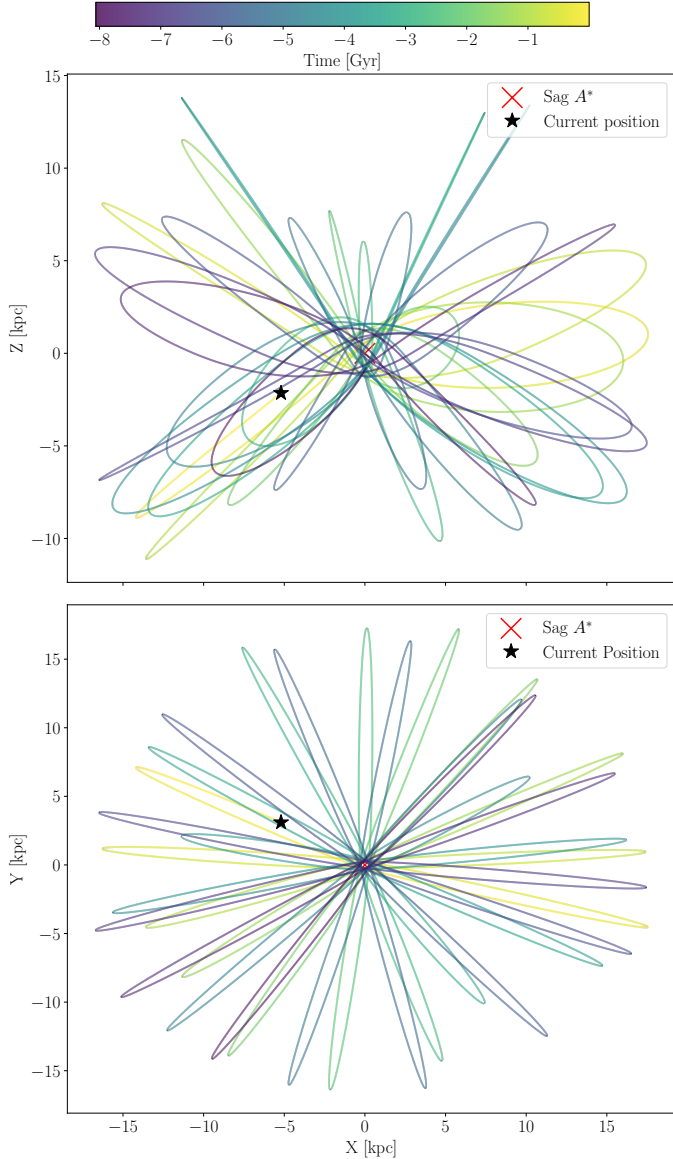 −8 −7 −6 −5 −4 −3 −2 −1
Time [Gyr]
15
10
5
0
−5
−10
Z [kpc]
Sag A*
Current position
15
10
5
0
−5
−10
−15
Y [kpc]
Sag A*
Current Position
−15 −10 −5 0 5 10 15
X [kpc]